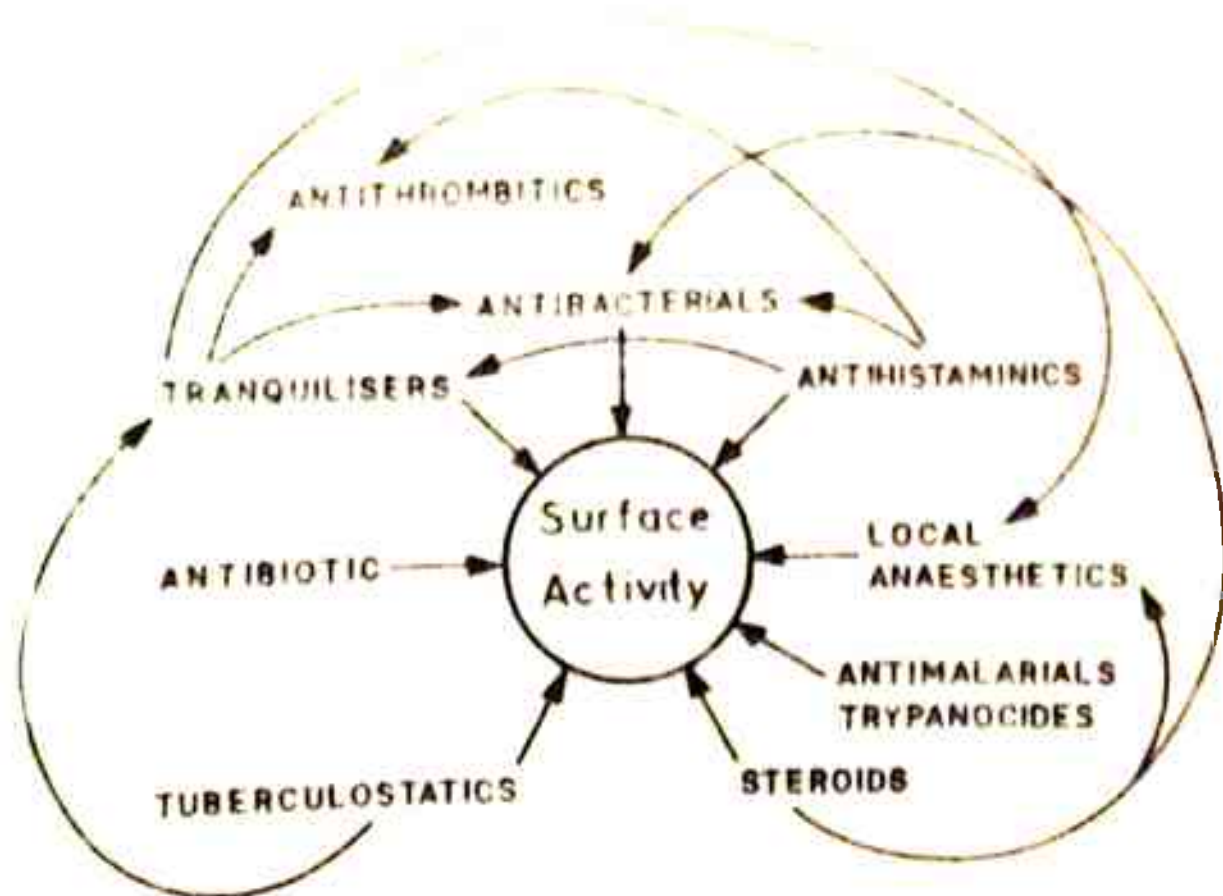 ANTITHROMBITICS
ANTIBACTERIALS
TRANQUILISERS
ANTIHISTAMINICS
Surface
Activity
LOCAL
ANAESTHETICS
ANTIBIOTIC
ANTIMALARIALS
TRYPANOCIDES
TUBERCULOSTATICS
STEROIDS